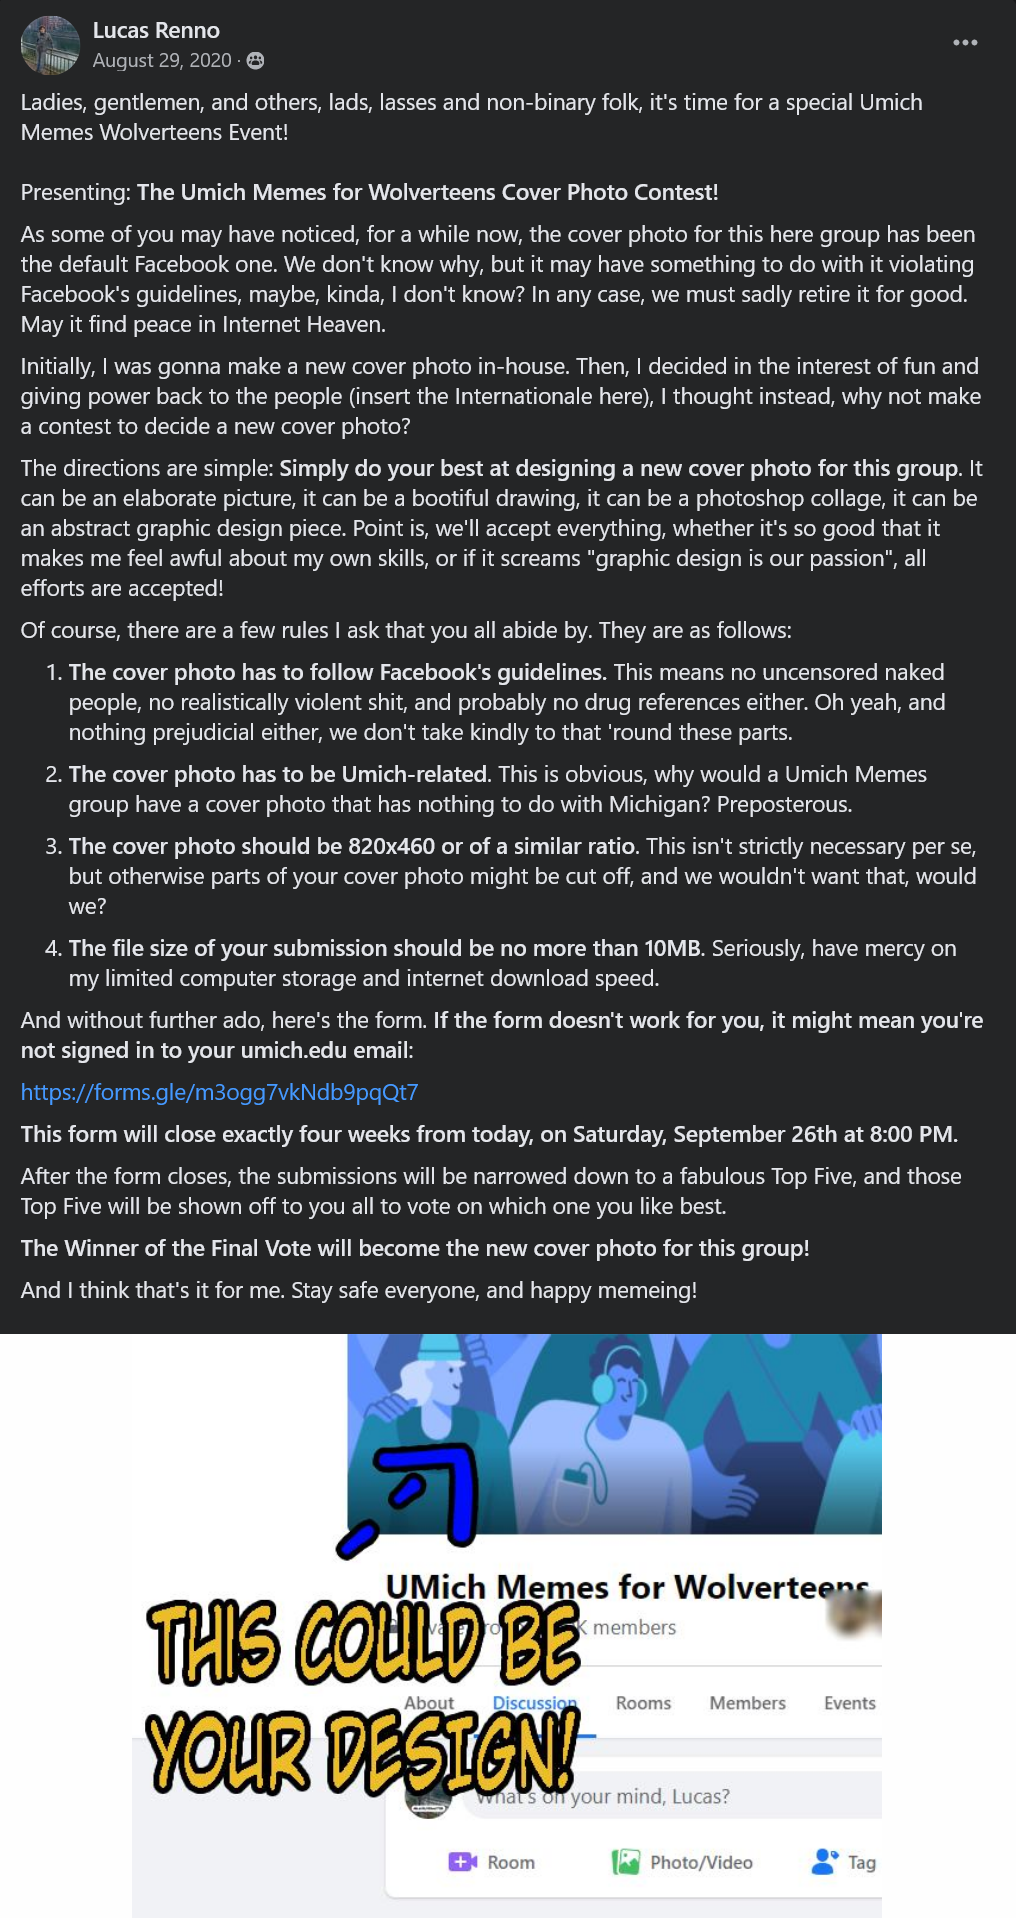 Lucas Renno
August 29, 2020 ·
Ladies, gentlemen, and others, lads, lasses and non-binary folk, it's time for a special Umich
Memes Wolverteens Event!
Presenting: The Umich Memes for Wolverteens Cover Photo Contest!
As some of you may have noticed, for a while now, the cover photo for this here group has been
the default Facebook one. We don't know why, but it may have something to do with it violating
Facebook's guidelines, maybe, kinda, I don't know? In any case, we must sadly retire it for good.
May it find peace in Internet Heaven.
Initially, I was gonna make a new cover photo in-house. Then, I decided in the interest of fun and
giving power back to the people (insert the Internationale here), I thought instead, why not make
a contest to decide a new cover photo?
The directions are simple: Simply do your best at designing a new cover photo for this group. It
can be an elaborate picture, it can be a bootiful drawing, it can be a photoshop collage, it can be
an abstract graphic design piece. Point is, we'll accept everything, whether it's so good that it
makes me feel awful about my own skills, or if it screams "graphic design is our passion", all
efforts are accepted!
Of course, there are a few rules I ask that you all abide by. They are as follows:
1. The cover photo has to follow Facebook's guidelines. This means no uncensored naked
people, no realistically violent shit, and probably no drug references either. Oh yeah, and
nothing prejudicial either, we don't take kindly to that 'round these parts.
2. The cover photo has to be Umich-related. This is obvious, why would a Umich Memes
group have a cover photo that has nothing to do with Michigan? Preposterous.
3. The cover photo should be 820x460 or of a similar ratio. This isn't strictly necessary per se,
but otherwise parts of your cover photo might be cut off, and we wouldn't want that, would
we?
4. The file size of your submission should be no more than 10MB. Seriously, have mercy on
my limited computer storage and internet download speed.
And without further ado, here's the form. If the form doesn't work for you, it might mean you're
not signed in to your umich.edu email:
https://forms.gle/m3ogg7vkNdb9pqQt7
This form will close exactly four weeks from today, on Saturday, September 26th at 8:00 PM.
After the form closes, the submissions will be narrowed down to a fabulous Top Five, and those
Top Five will be shown off to you all to vote on which one you like best.
The Winner of the Final Vote will become the new cover photo for this group!
And I think that's it for me. Stay safe everyone, and happy memeing!
UMich Memes for Wolverteens
K members
THIS COULD BE
About Discussion Rooms Members Events
YOUR DESIGN!
What's on your mind, Lucas?
Room Photo/Video Tag